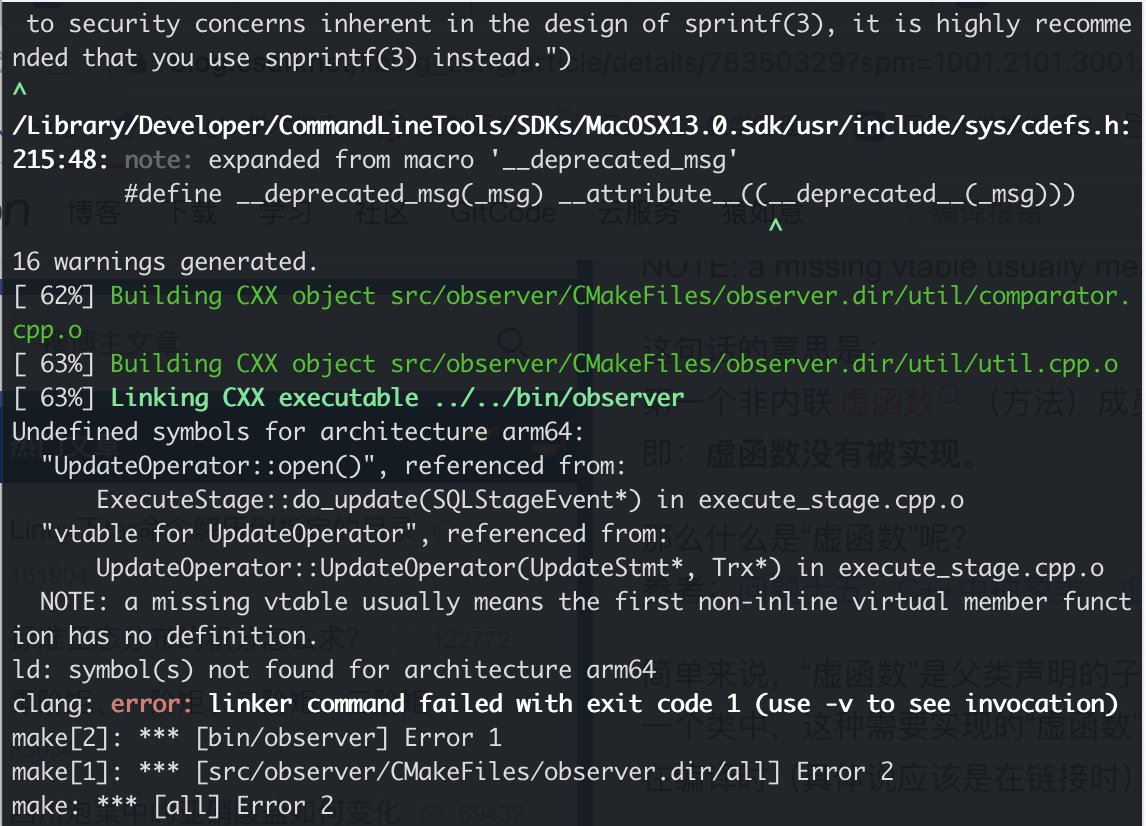 to security concerns inherent in the design of sprintf(3), it is highly recomme
nded that you use snprintf(3) instead.")
^
/Library/Developer/CommandLineTools/SDKs/MacOSX13.0.sdk/usr/include/sys/cdefs.h:
215:48: note: expanded from macro '__deprecated_msg'
#define __deprecated_msg(_msg) __attribute__((__deprecated__(_msg)))
^
16 warnings generated.
[ 62%] Building CXX object src/observer/CMakeFiles/observer.dir/util/comparator.
cpp.o
[ 63%] Building CXX object src/observer/CMakeFiles/observer.dir/util/util.cpp.o
[ 63%] Linking CXX executable ../../bin/observer
Undefined symbols for architecture arm64:
"UpdateOperator::open()", referenced from:
ExecuteStage::do_update(SQLStageEvent*) in execute_stage.cpp.o
"vtable for UpdateOperator", referenced from:
UpdateOperator::UpdateOperator(UpdateStmt*, Trx*) in execute_stage.cpp.o
NOTE: a missing vtable usually means the first non-inline virtual member funct
ion has no definition.
ld: symbol(s) not found for architecture arm64
clang: error: linker command failed with exit code 1 (use -v to see invocation)
make[2]: *** [bin/observer] Error 1
make[1]: *** [src/observer/CMakeFiles/observer.dir/all] Error 2
make: *** [all] Error 2